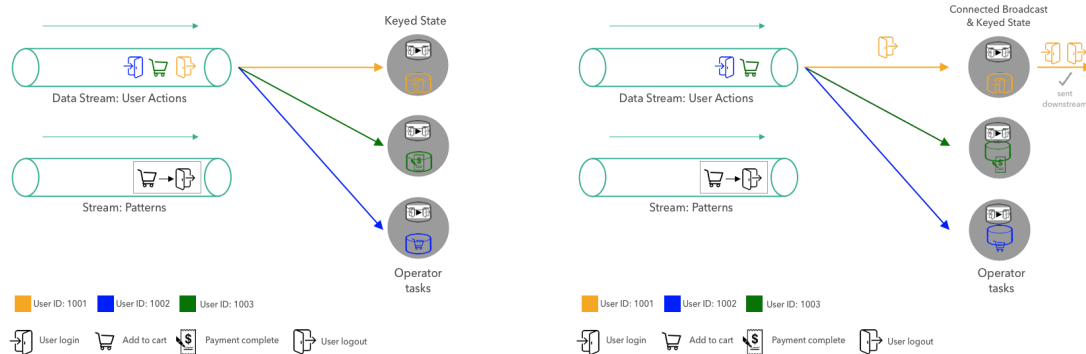 Keyed State
Data Stream: User Actions
Stream: Patterns
Operator
tasks
User ID: 1001
User ID: 1002
User ID: 1003
User login
Add to cart
$
Payment complete
User logout
Connected Broadcast
& Keyed State
Data Stream: User Actions
sent
downstream
Stream: Patterns
Operator
tasks
User ID: 1001
User ID: 1002
User ID: 1003
User login
Add to cart
$
Payment complete
User logout